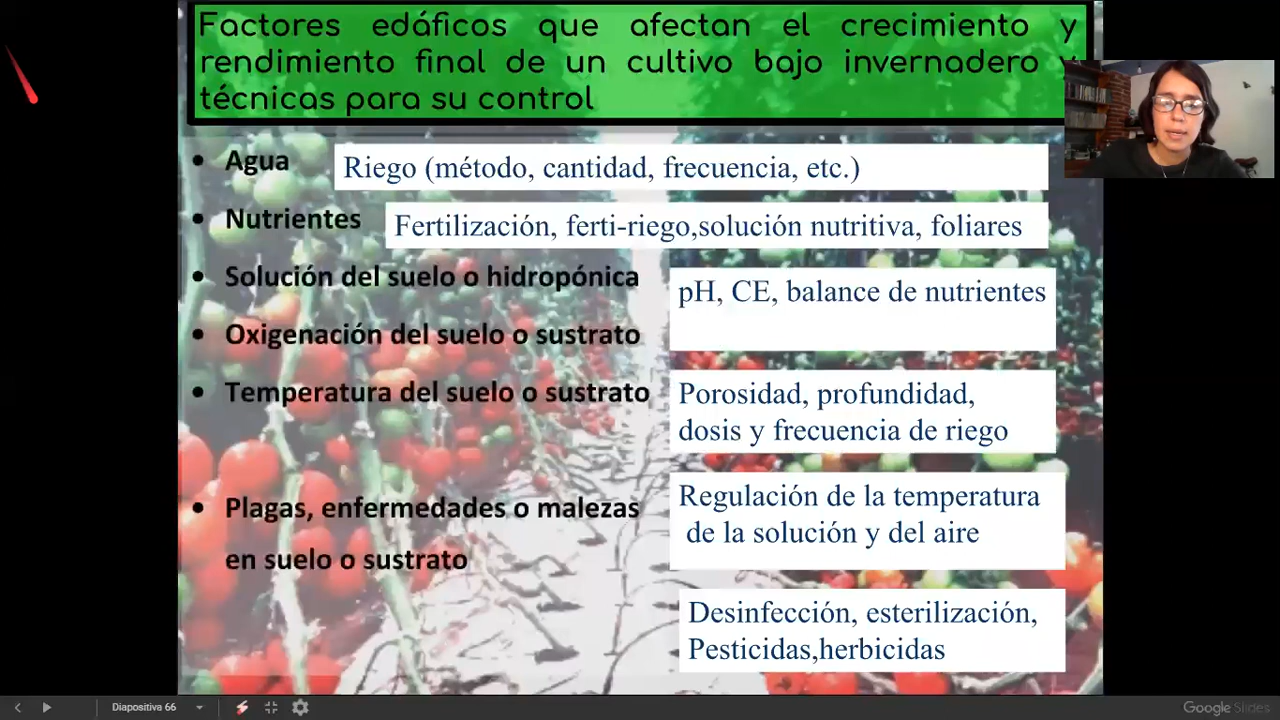 Factores edáficos que afectan el crecimiento y
rendimiento final de un cultivo bajo invernadero y
técnicas para su control
• Agua
Riego (método, cantidad, frecuencia, etc.)
• Nutrientes
Fertilización, ferti-riego,solución nutritiva, foliares
• Solución del suelo o hidropónica
pH, CE, balance de nutrientes
• Oxigenación del suelo o sustrato
• Temperatura del suelo o sustrato
Porosidad, profundidad,
dosis y frecuencia de riego
Regulación de la temperatura
de la solución y del aire
• Plagas, enfermedades o malezas
en suelo o sustrato
Desinfección, esterilización,
Pesticidas,herbicidas
Diapositiva 66
Google Slides